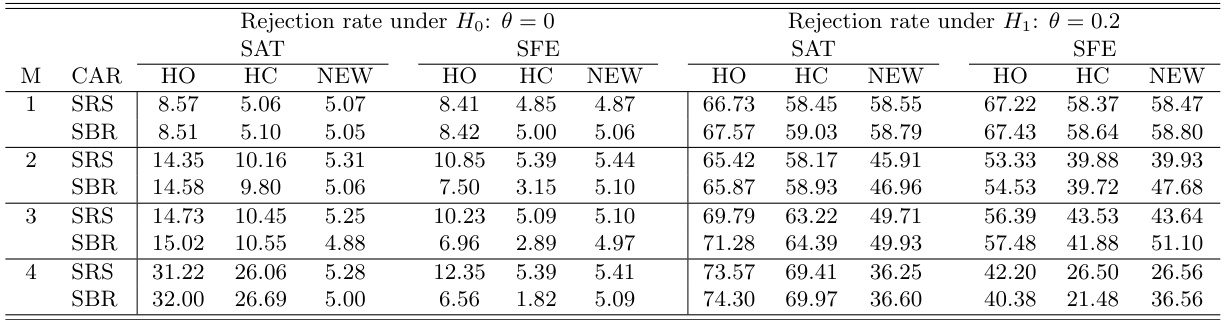 Rejection rate under H₀: θ = 0 Rejection rate under H₁: θ = 0.2
SAT SFE SAT SFE
M CAR HO HC NEW HO HC NEW HO HC NEW HO HC NEW
1 SRS 8.57 5.06 5.07 8.41 4.85 4.87 66.73 58.45 58.55 67.22 58.37 58.47
SBR 8.51 5.10 5.05 8.42 5.00 5.06 67.57 59.03 58.79 67.43 58.64 58.80
2 SRS 14.35 10.16 5.31 10.85 5.39 5.44 65.42 58.17 45.91 53.33 39.88 39.93
SBR 14.58 9.80 5.06 7.50 3.15 5.10 65.87 58.93 46.96 54.53 39.72 47.68
3 SRS 14.73 10.45 5.25 10.23 5.09 5.10 69.79 63.22 49.71 56.39 43.53 43.64
SBR 15.02 10.55 4.88 6.96 2.89 4.97 71.28 64.39 49.93 57.48 41.88 51.10
4 SRS 31.22 26.06 5.28 12.35 5.39 5.41 73.57 69.41 36.25 42.20 26.50 26.56
SBR 32.00 26.69 5.00 6.56 1.82 5.09 74.30 69.97 36.60 40.38 21.48 36.56